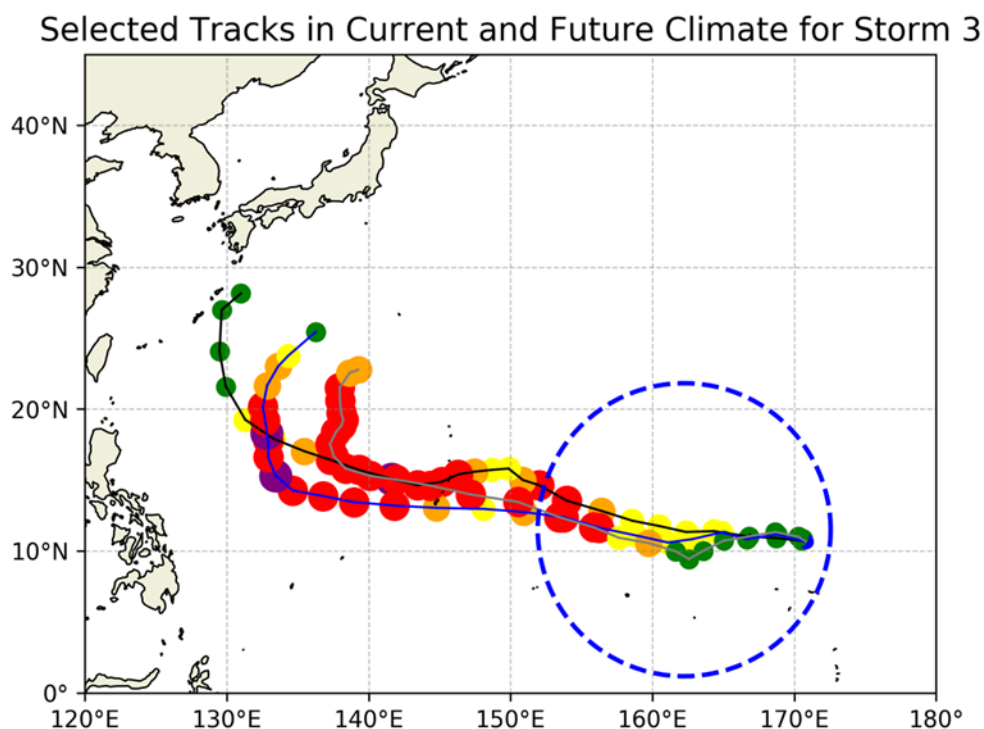 Selected Tracks in Current and Future Climate for Storm 3
40°N
30°N
20°N
10°N
0°
120°E 130°E 140°E 150°E 160°E 170°E 180°